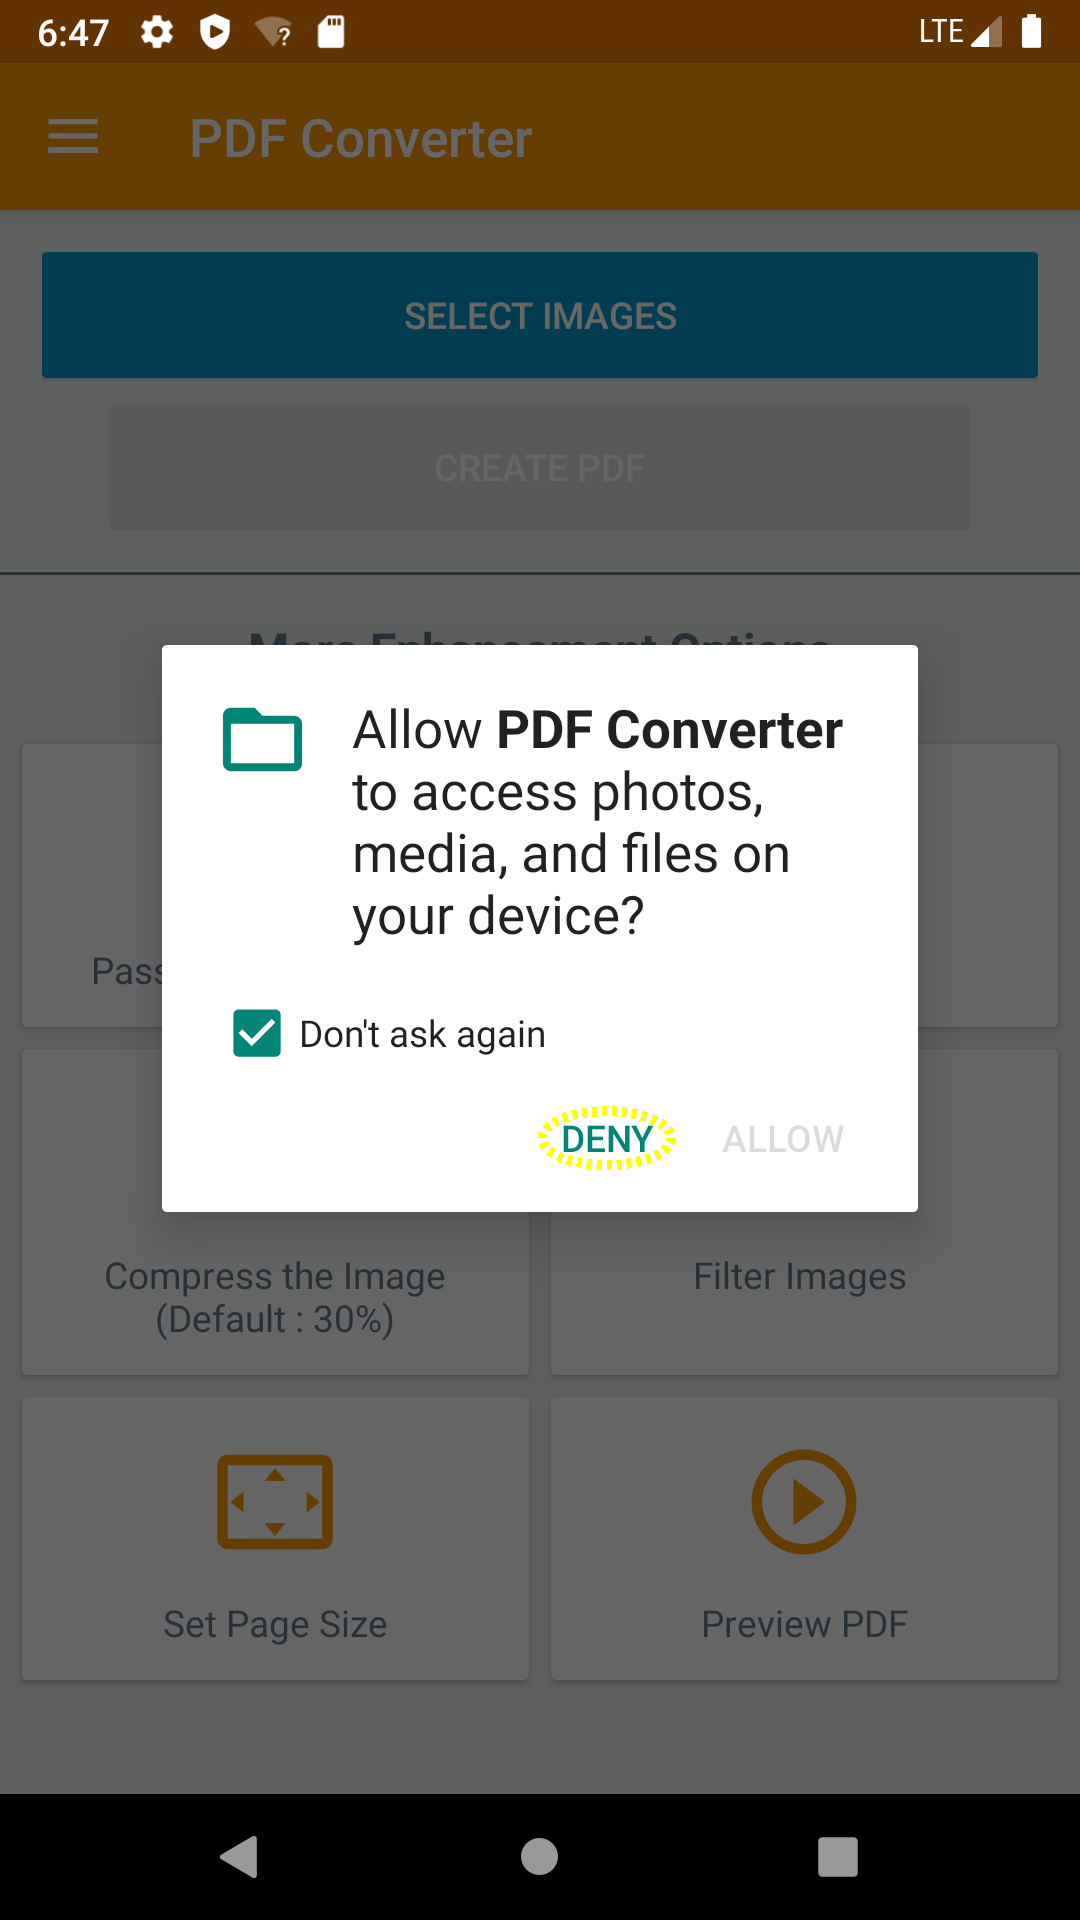 6:47
LTE
PDF Converter
SELECT IMAGES
CREATE PDF
More Enhancement Options
Allow PDF Converter
to access photos,
media, and files on
your device?
Pass
Don't ask again
DENY
ALLOW
Compress the Image
(Default : 30%)
Filter Images
Set Page Size
Preview PDF